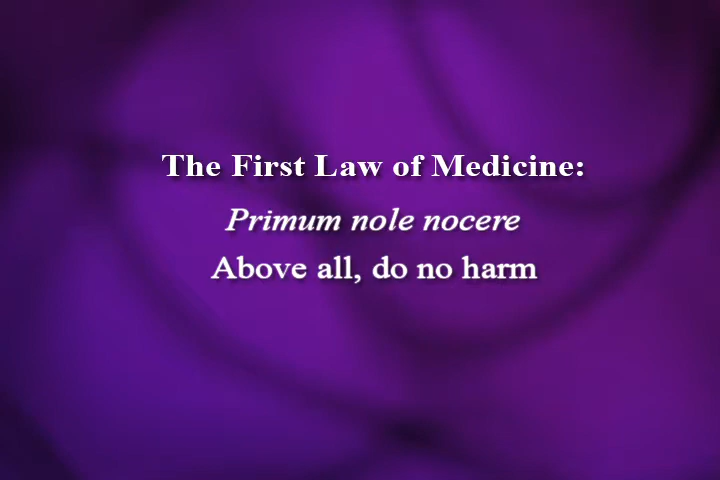 The First Law of Medicine:
Primum nole nocere
Above all, do no harm